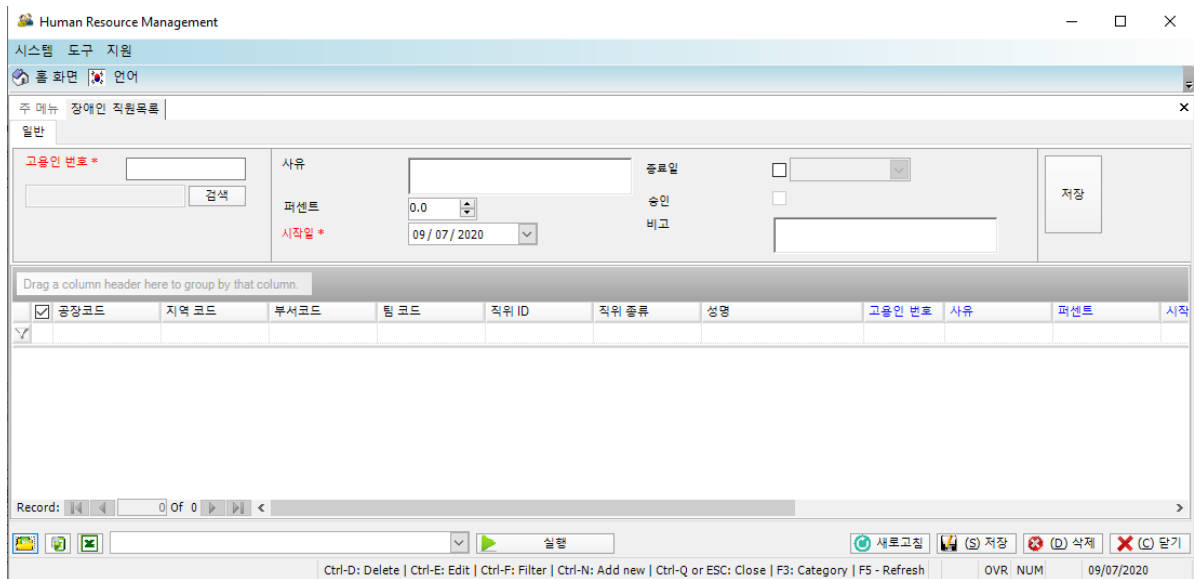 Human Resource Management
시스템 도구 지원
홈 화면 언어
주 메뉴 장애인 직원목록
일반
고용인 번호 * 사유 종료일 저장
검색 퍼센트 0.0 승인
시작일 * 09/07/2020 비고
Drag a column header here to group by that column.
공장코드 지역 코드 부서코드 팀 코드 직위 ID 직위 종류 성명 고용인 번호 사유 퍼센트 시작
Record: 0 Of 0
실행 새로고침 (S) 저장 (D) 삭제 (C) 닫기
Ctrl-D: Delete | Ctrl-E: Edit | Ctrl-F: Filter | Ctrl-N: Add new | Ctrl-Q or ESC: Close | F3: Category | F5 - Refresh OVR NUM 09/07/2020